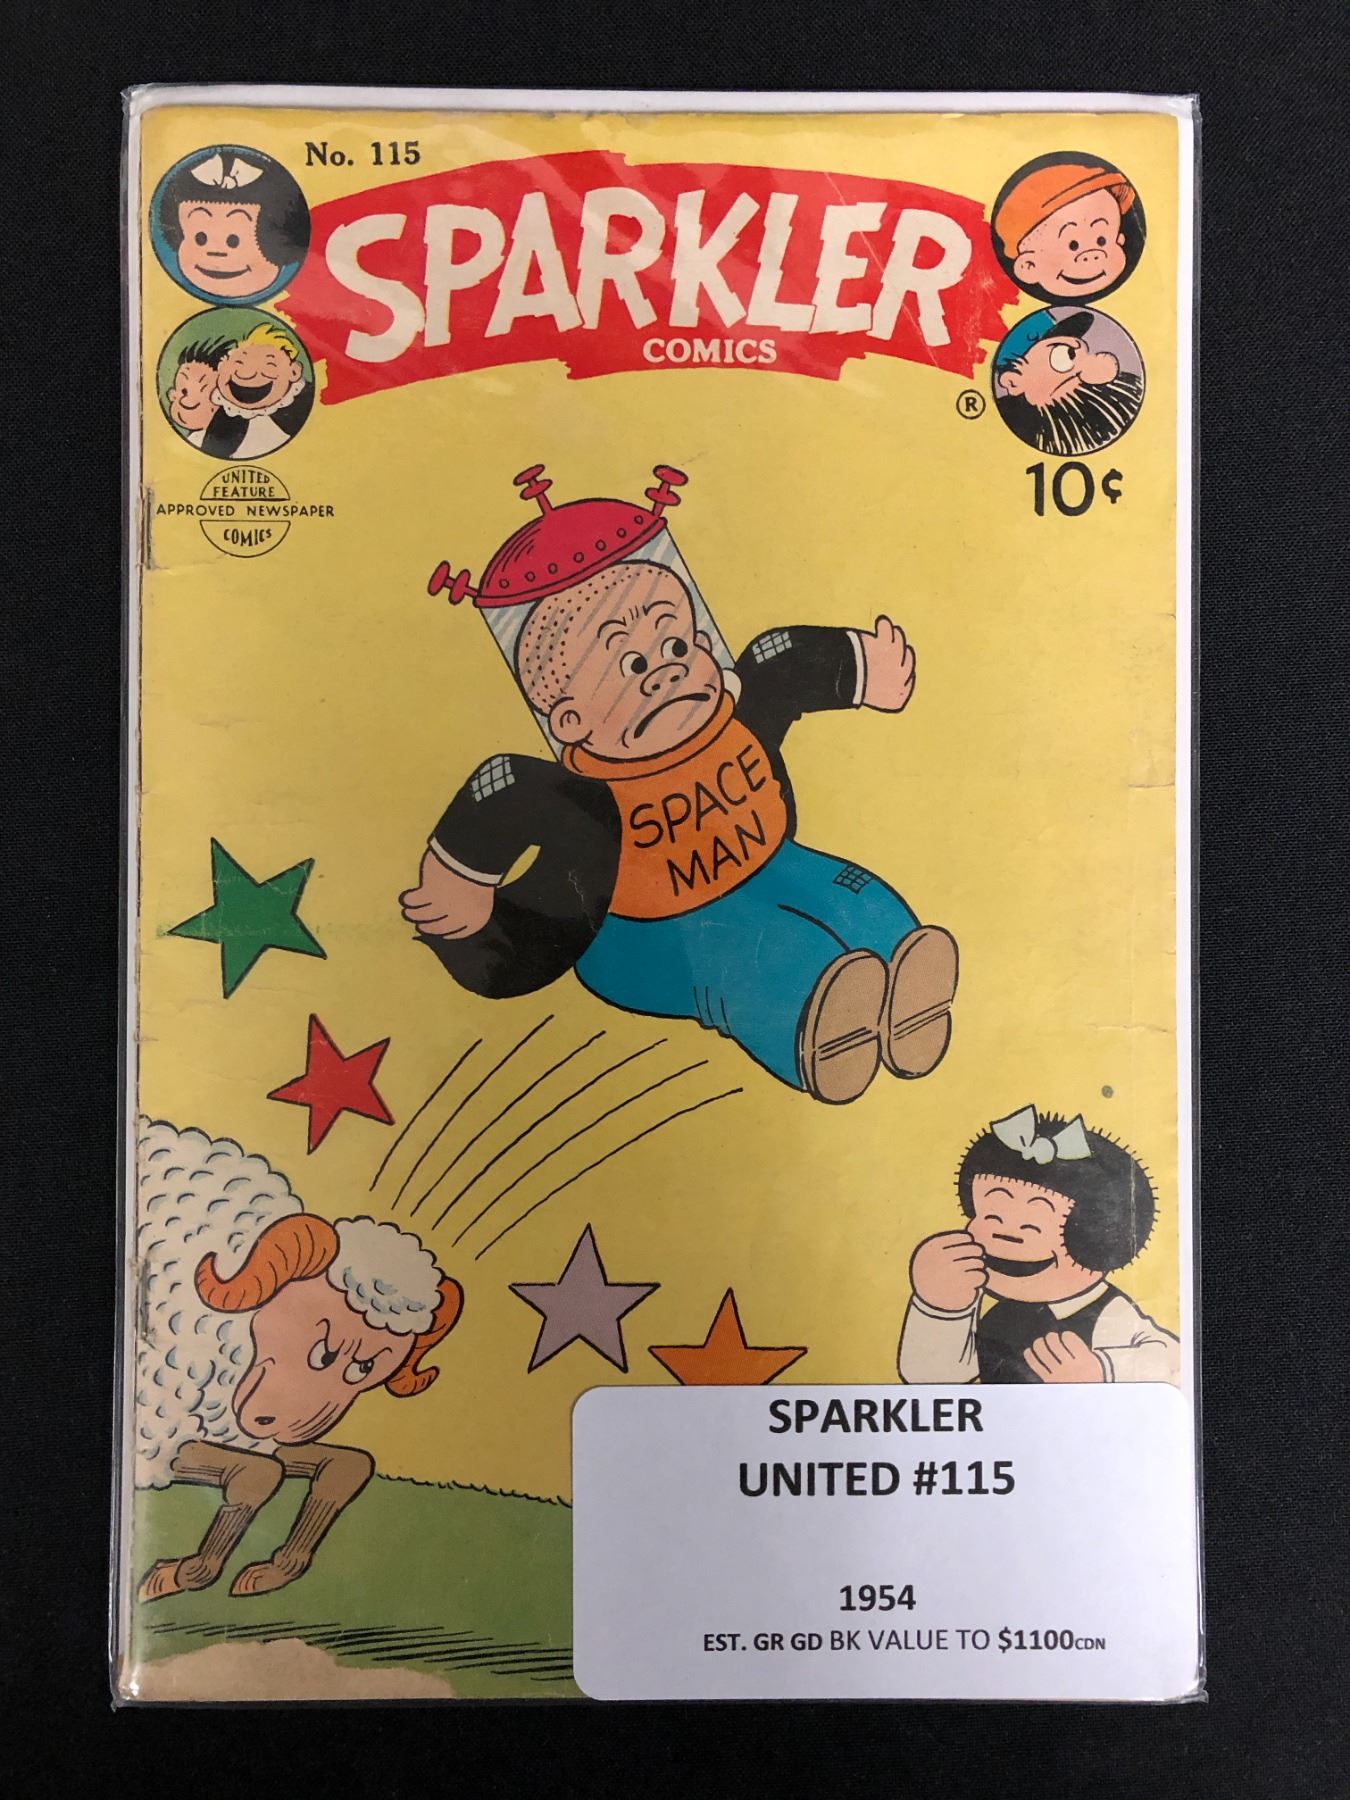 No. 115
SPARKLER
COMICS
®
10¢
UNITED
FEATURE
APPROVED NEWSPAPER
COMICS
SPACE
MAN
SPARKLER
UNITED #115
1954
EST. GR GD BK VALUE TO $1100CDN